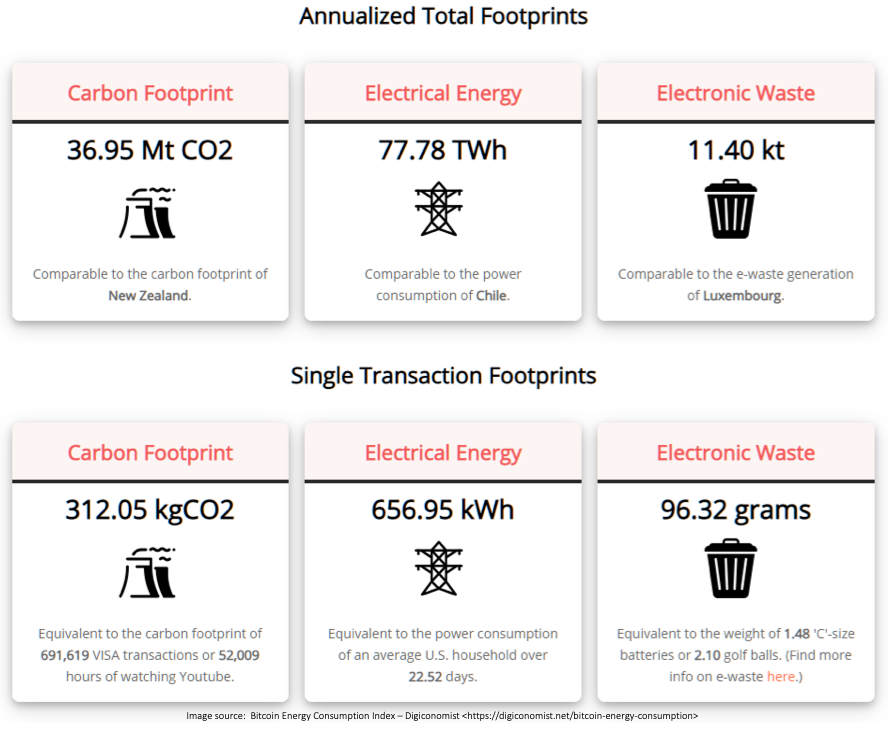 Annualized Total Footprints
Carbon Footprint
36.95 Mt CO2
Comparable to the carbon footprint of
New Zealand.
Electrical Energy
77.78 TWh
Comparable to the power
consumption of Chile.
Electronic Waste
11.40 kt
Comparable to the e-waste generation
of Luxembourg.
Single Transaction Footprints
Carbon Footprint
312.05 kgCO2
Equivalent to the carbon footprint of
691,619 VISA transactions or 52,009
hours of watching Youtube.
Electrical Energy
656.95 kWh
Equivalent to the power consumption
of an average U.S. household over
22.52 days.
Electronic Waste
96.32 grams
Equivalent to the weight of 1.48 'C'-size
batteries or 2.10 golf balls. (Find more
info on e-waste here.)
Image source:  Bitcoin Energy Consumption Index – Digiconomist <https://digiconomist.net/bitcoin-energy-consumption>